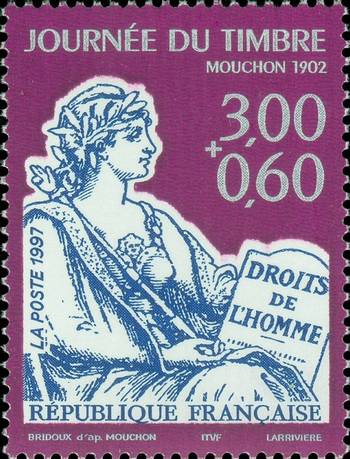 JOURNÉE DU TIMBRE
MOUCHON 1902
3,00
+
0,60
LA POSTE 1997
DROITS
DE
L'HOMME
RÉPUBLIQUE FRANÇAISE
BRIDOUX d'ap. MOUCHON ITVF LARRIVIERE